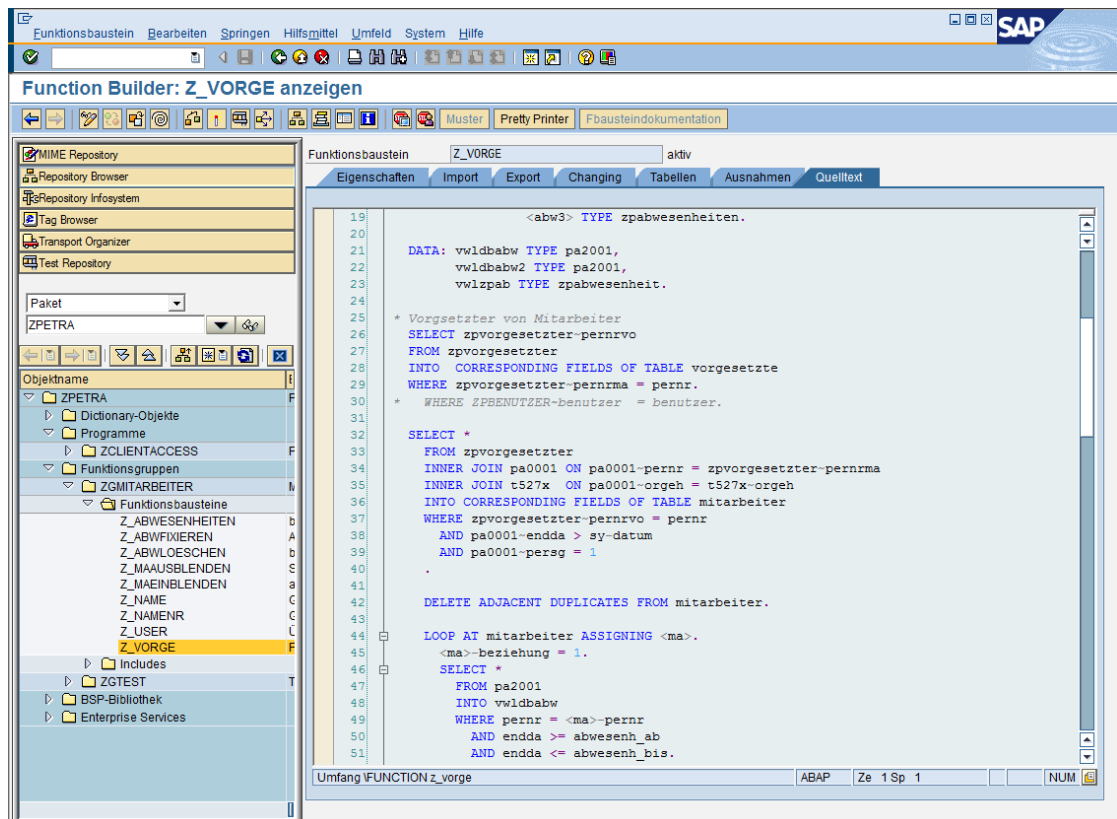 Funktionsbaustein Bearbeiten Springen Hilfsmittel Umfeld System Hilfe
SAP
Function Builder: Z_VORGE anzeigen
Muster Pretty Printer Fbausteindokumentation
MIME Repository
Repository Browser
Repository Infosystem
Tag Browser
Transport Organizer
Test Repository
Paket
ZPETRA
Objektname
ZPETRA
Dictionary-Objekte
Programme
ZCLIENTACCESS
Funktionsgruppen
ZGMITARBEITER
Funktionsbausteine
Z_ABWESENHEITEN
Z_ABWFIXIEREN
Z_ABWLOESCHEN
Z_MAAUSBLENDEN
Z_MAEINBLENDEN
Z_NAME
Z_NAMENR
Z_USER
Z_VORGE
Includes
ZGTEST
BSP-Bibliothek
Enterprise Services
Funktionsbaustein Z_VORGE aktiv
Eigenschaften Import Export Changing Tabellen Ausnahmen Quelltext
19 <abw3> TYPE zpabwesenheiten.
20
21 DATA: vwldbabw TYPE pa2001,
22 vwldbabw2 TYPE pa2001,
23 vwlzpab TYPE zpabwesenheit.
24
25 * Vorgsetzter von Mitarbeiter
26 SELECT zpvorgesetzter~pernrvo
27 FROM zpvorgesetzter
28 INTO CORRESPONDING FIELDS OF TABLE vorgesetzte
29 WHERE zpvorgesetzter~pernrma = pernr.
30 * WHERE ZPBENUTZER~benutzer = benutzer.
31
32 SELECT *
33 FROM zpvorgesetzter
34 INNER JOIN pa0001 ON pa0001~pernr = zpvorgesetzter~pernrma
35 INNER JOIN t527x ON pa0001~orgeh = t527x~orgeh
36 INTO CORRESPONDING FIELDS OF TABLE mitarbeiter
37 WHERE zpvorgesetzter~pernrvo = pernr
38 AND pa0001~endda > sy-datum
39 AND pa0001~persg = 1
40 .
41
42 DELETE ADJACENT DUPLICATES FROM mitarbeiter.
43
44 LOOP AT mitarbeiter ASSIGNING <ma>.
45 <ma>-beziehung = 1.
46 SELECT *
47 FROM pa2001
48 INTO vwldbabw
49 WHERE pernr = <ma>-pernr
50 AND endda >= abwesenh_ab
51 AND endda <= abwesenh_bis.
Umfang \FUNCTION z_vorge ABAP Ze 1 Sp 1 NUM